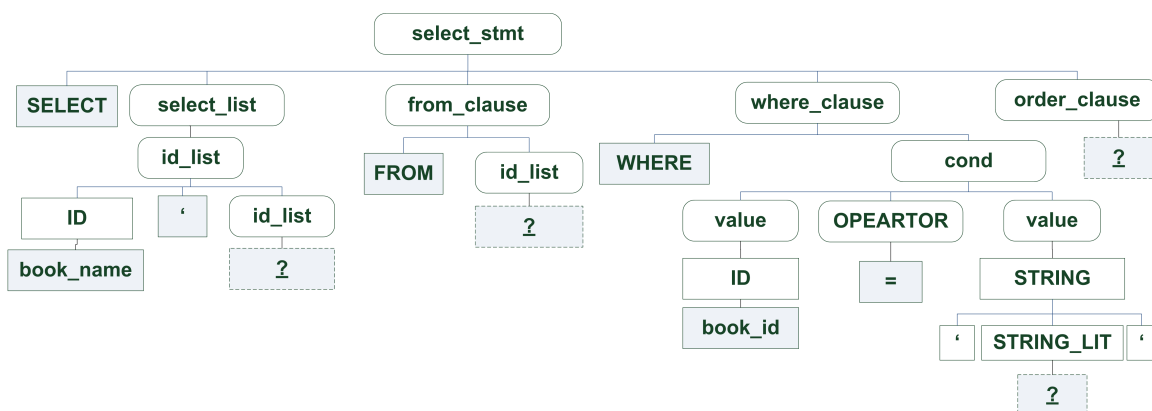 select_stmt
SELECT select_list from_clause where_clause order_clause
id_list FROM id_list WHERE cond ?
ID ‘ id_list ? value OPEARTOR value
book_name ? ID = STRING
book_id ‘ STRING_LIT ‘
?